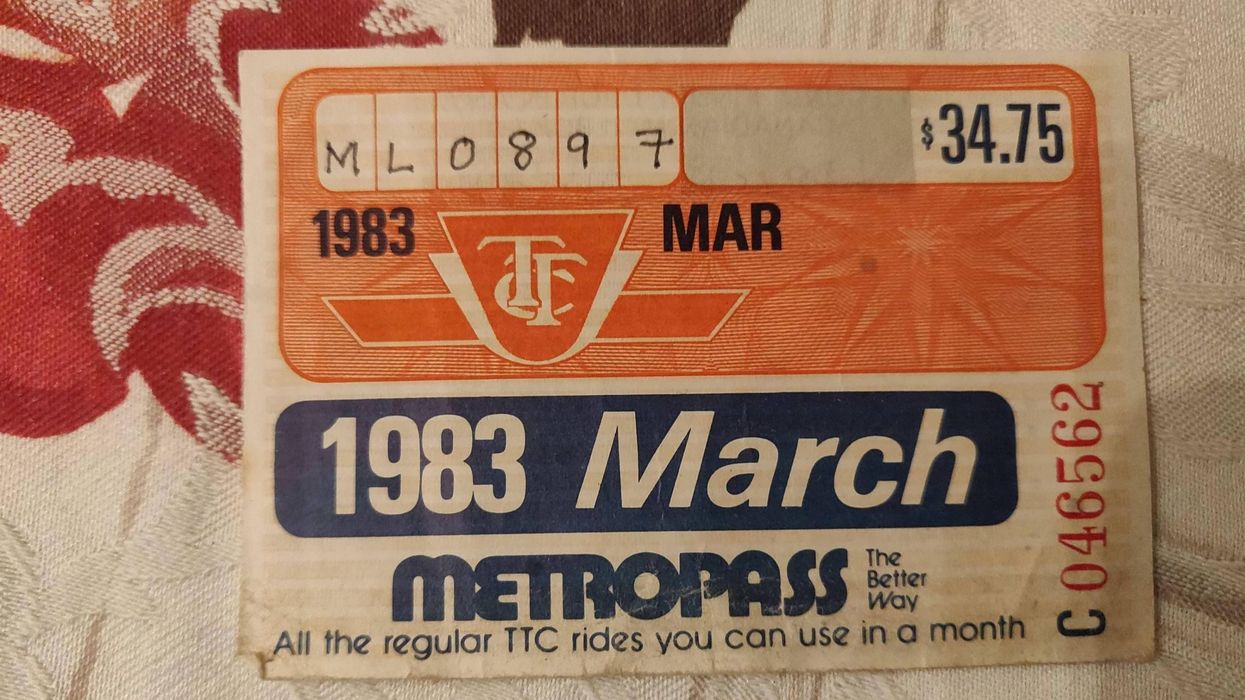 ML0897 $34.75
1983 TTC MAR
1983 March
METROPASS The Better Way
All the regular TTC rides you can use in a month
C 046562